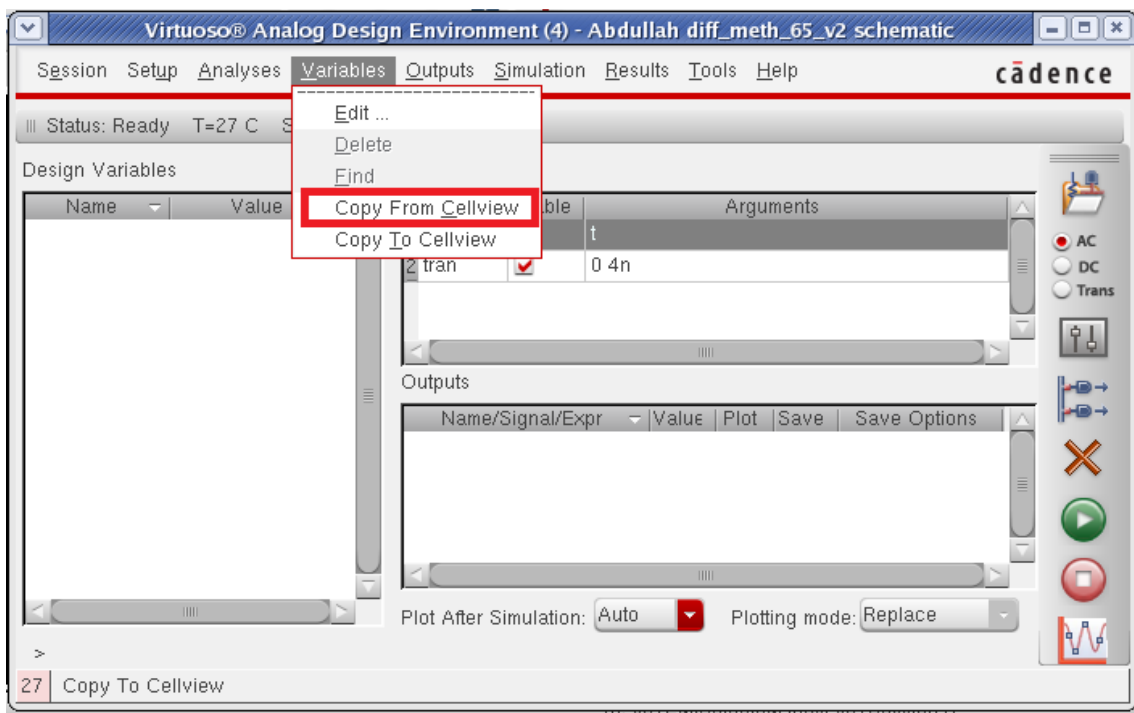 Virtuoso® Analog Design Environment (4) - Abdullah diff_meth_65_v2 schematic
Session Setup Analyses Variables Outputs Simulation Results Tools Help
cādence
Status: Ready T=27 C S
Edit ...
Delete
Find
Copy From Cellview
Copy To Cellview
Design Variables
Name Value
Arguments
t
2 tran 0 4n
AC
DC
Trans
Outputs
Name/Signal/Expr Value Plot Save Save Options
Plot After Simulation: Auto Plotting mode: Replace
>
27 Copy To Cellview